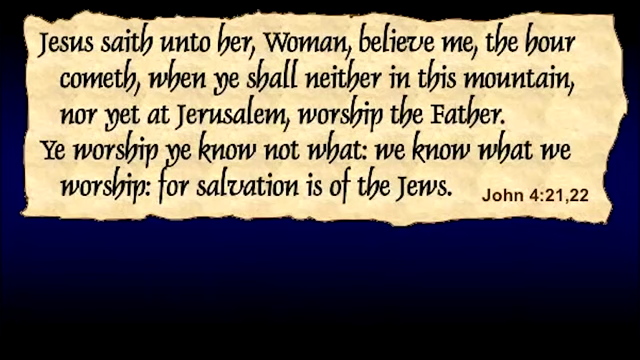 Jesus saith unto her, Woman, believe me, the hour
cometh, when ye shall neither in this mountain,
nor yet at Jerusalem, worship the Father.
Ye worship ye know not what: we know what we
worship: for salvation is of the Jews.
John 4:21,22